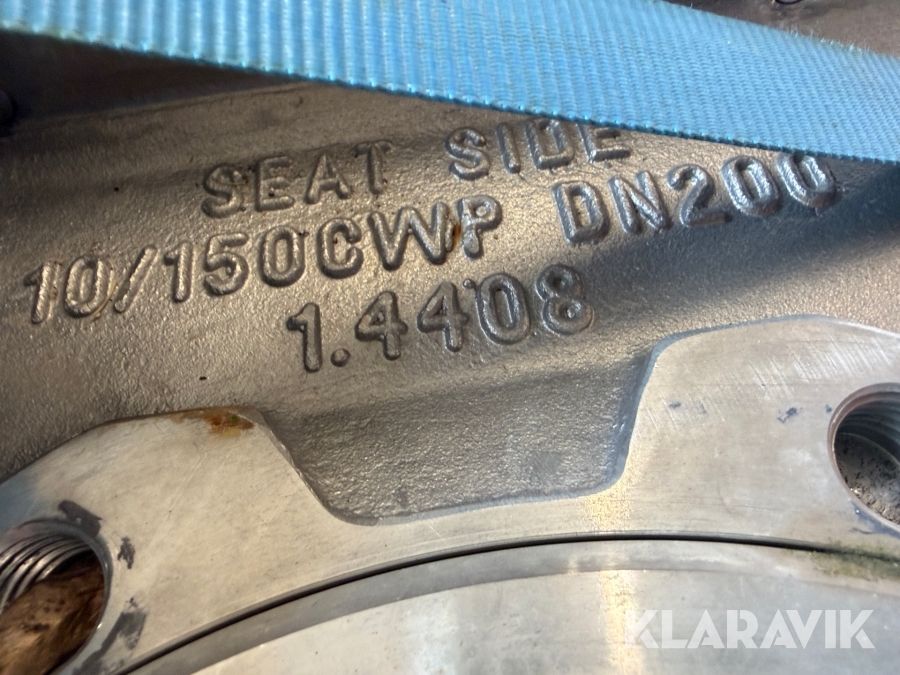 SEAT SIDE
10/150CWP DN200
1.4408
KLARAVIK